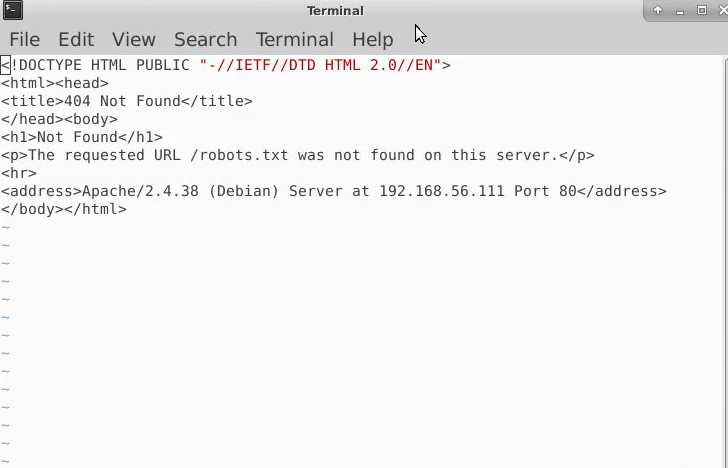 Terminal
File Edit View Search Terminal Help
<!DOCTYPE HTML PUBLIC "-//IETF//DTD HTML 2.0//EN">
<html><head>
<title>404 Not Found</title>
</head><body>
<h1>Not Found</h1>
<p>The requested URL /robots.txt was not found on this server.</p>
<hr>
<address>Apache/2.4.38 (Debian) Server at 192.168.56.111 Port 80</address>
</body></html>
~
~
~
~
~
~
~
~
~
~
~
~
~
~